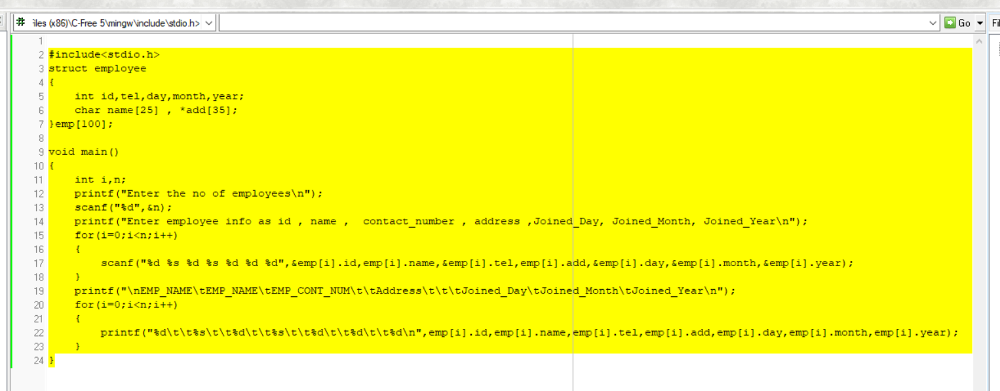 iles (x86)\C-Free 5\mingw\include\stdio.h> Go Fil
1
2 #include<stdio.h>
3 struct employee
4 {
5     int id,tel,day,month,year;
6     char name[25] , *add[35];
7 }emp[100];
8
9 void main()
10 {
11     int i,n;
12     printf("Enter the no of employees\n");
13     scanf("%d",&n);
14     printf("Enter employee info as id , name ,  contact_number , address ,Joined_Day, Joined_Month, Joined_Year\n");
15     for(i=0;i<n;i++)
16     {
17         scanf("%d %s %d %s %d %d %d",&emp[i].id,emp[i].name,&emp[i].tel,emp[i].add,&emp[i].day,&emp[i].month,&emp[i].year);
18     }
19     printf("\nEMP_NAME\tEMP_NAME\tEMP_CONT_NUM\t\tAddress\t\t\tJoined_Day\tJoined_Month\tJoined_Year\n");
20     for(i=0;i<n;i++)
21     {
22         printf("%d\t\t%s\t\t%d\t\t%s\t\t%d\t\t%d\t\t%d\n",emp[i].id,emp[i].name,emp[i].tel,emp[i].add,emp[i].day,emp[i].month,emp[i].year);
23     }
24 }